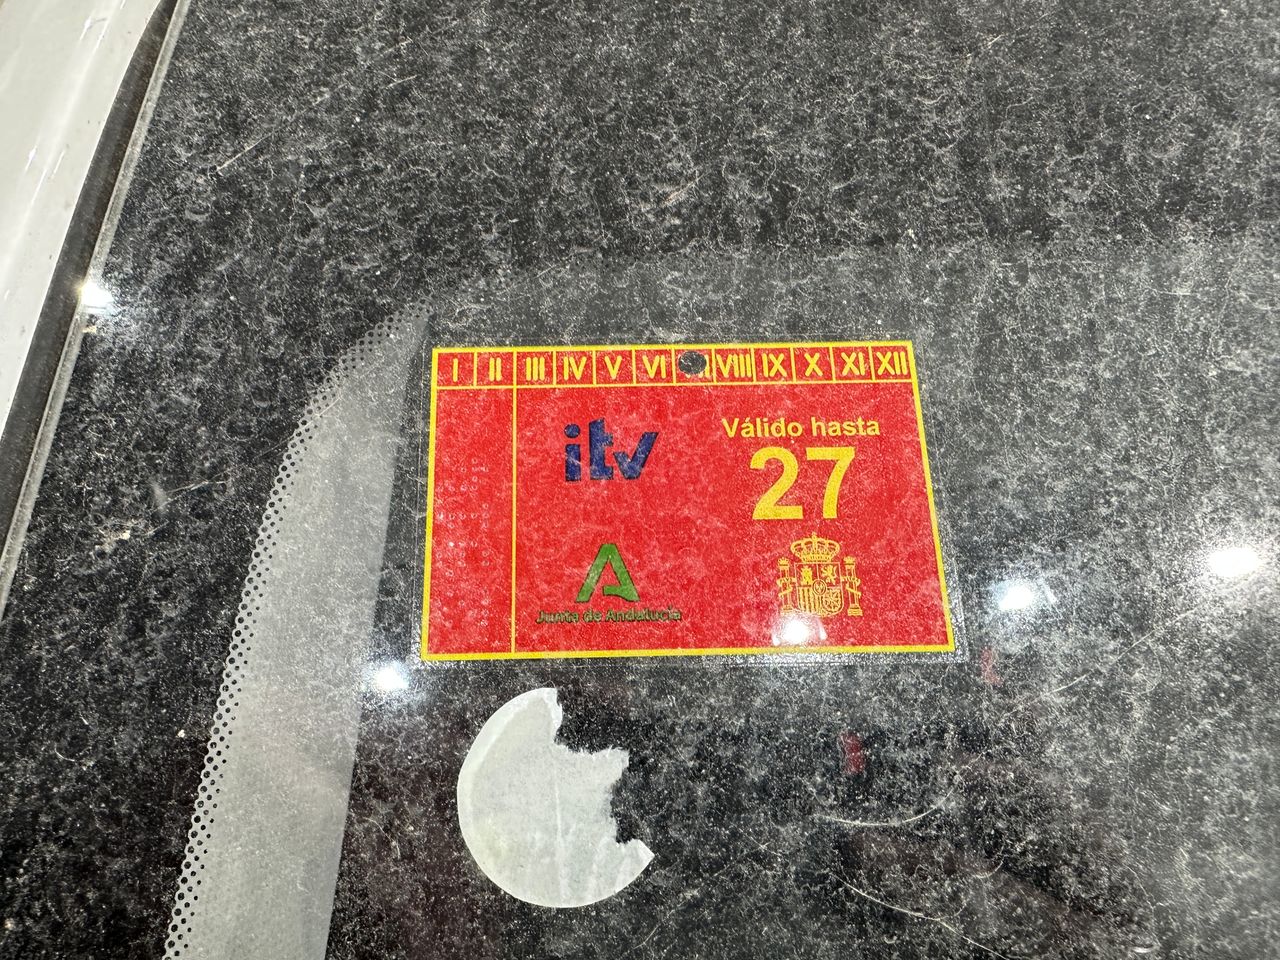 I II III IV V VI VIII IX X XI XII
itv
Válido hasta
27
Junta de Andalucía